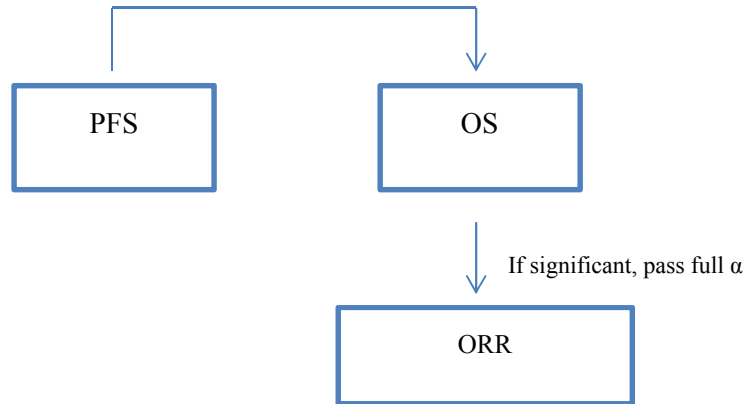 PFS
OS
If significant, pass full α
ORR